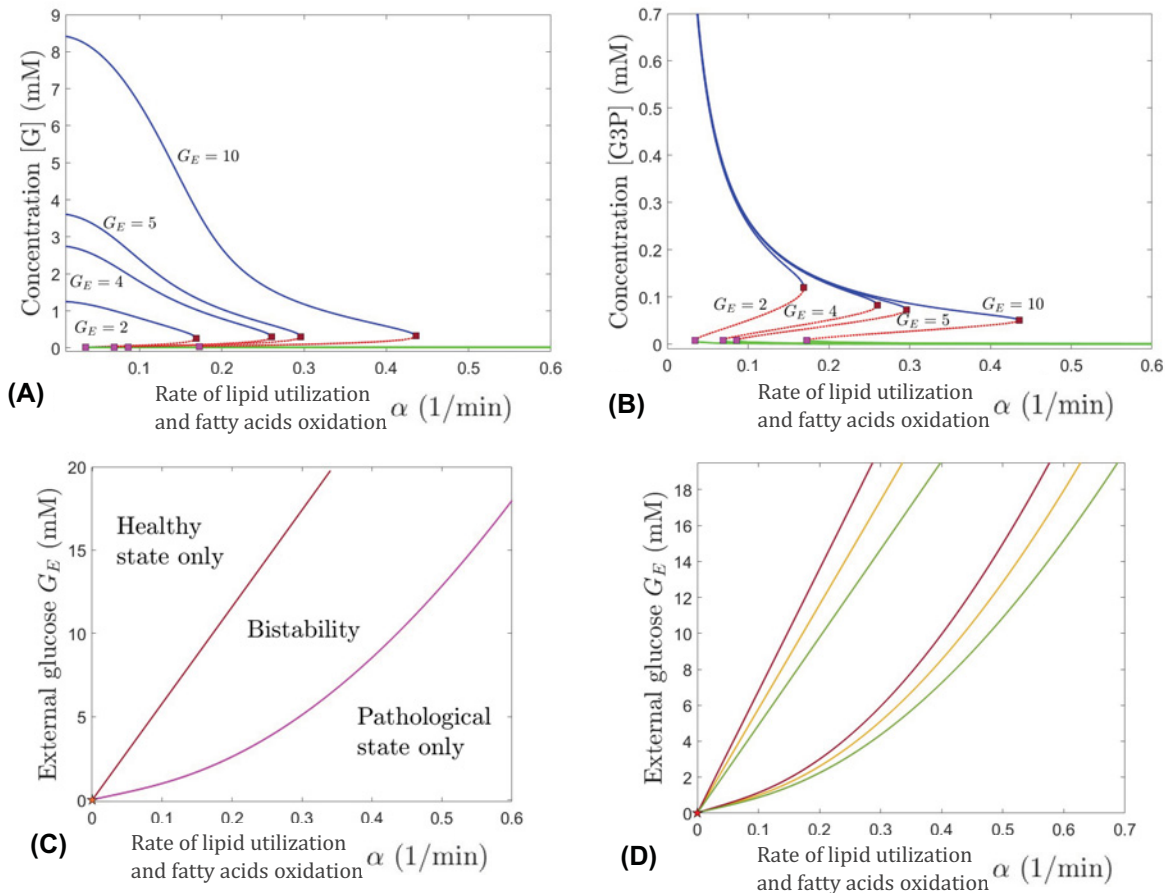 Concentration [G] (mM)
9
8
7
6
5
4
3
2
1
0
G_E = 10
G_E = 5
G_E = 4
G_E = 2
0.1
0.2
0.3
0.4
0.5
0.6
(A)
Rate of lipid utilization
and fatty acids oxidation
α (1/min)
Concentration [G3P] (mM)
0.7
0.6
0.5
0.4
0.3
0.2
0.1
0
G_E = 2
G_E = 4
G_E = 5
G_E = 10
0
0.1
0.2
0.3
0.4
0.5
0.6
(B)
Rate of lipid utilization
and fatty acids oxidation
α (1/min)
External glucose G_E (mM)
20
15
10
5
0
Healthy
state only
Bistability
Pathological
state only
0
0.1
0.2
0.3
0.4
0.5
0.6
(C)
Rate of lipid utilization
and fatty acids oxidation
α (1/min)
External glucose G_E (mM)
18
16
14
12
10
8
6
4
2
0
0
0.1
0.2
0.3
0.4
0.5
0.6
0.7
(D)
Rate of lipid utilization
and fatty acids oxidation
α (1/min)